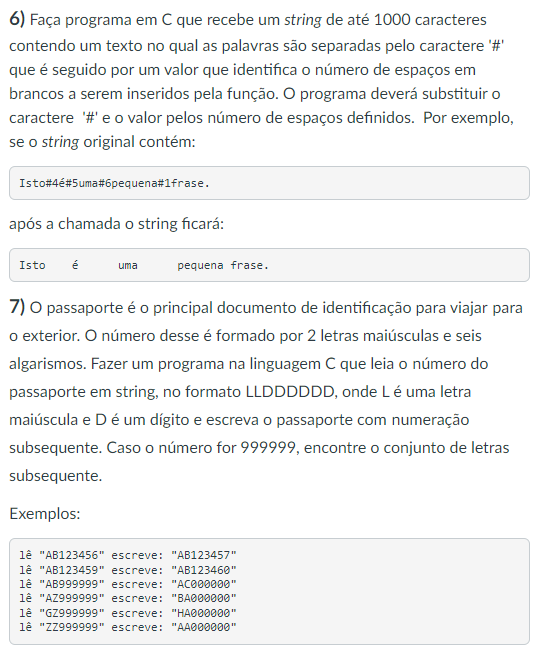 6) Faça programa em C que recebe um string de até 1000 caracteres
contendo um texto no qual as palavras são separadas pelo caractere '#'
que é seguido por um valor que identifica o número de espaços em
brancos a serem inseridos pela função. O programa deverá substituir o
caractere '#' e o valor pelos número de espaços definidos. Por exemplo,
se o string original contém:
Isto#4é#5uma#6pequena#1frase.
após a chamada o string ficará:
Isto    é     uma      pequena frase.
7) O passaporte é o principal documento de identificação para viajar para
o exterior. O número desse é formado por 2 letras maiúsculas e seis
algarismos. Fazer um programa na linguagem C que leia o número do
passaporte em string, no formato LLDDDDDD, onde L é uma letra
maiúscula e D é um dígito e escreva o passaporte com numeração
subsequente. Caso o número for 999999, encontre o conjunto de letras
subsequente.
Exemplos:
lê "AB123456" escreve: "AB123457"
lê "AB123459" escreve: "AB123460"
lê "AB999999" escreve: "AC000000"
lê "AZ999999" escreve: "BA000000"
lê "GZ999999" escreve: "HA000000"
lê "ZZ999999" escreve: "AA000000"